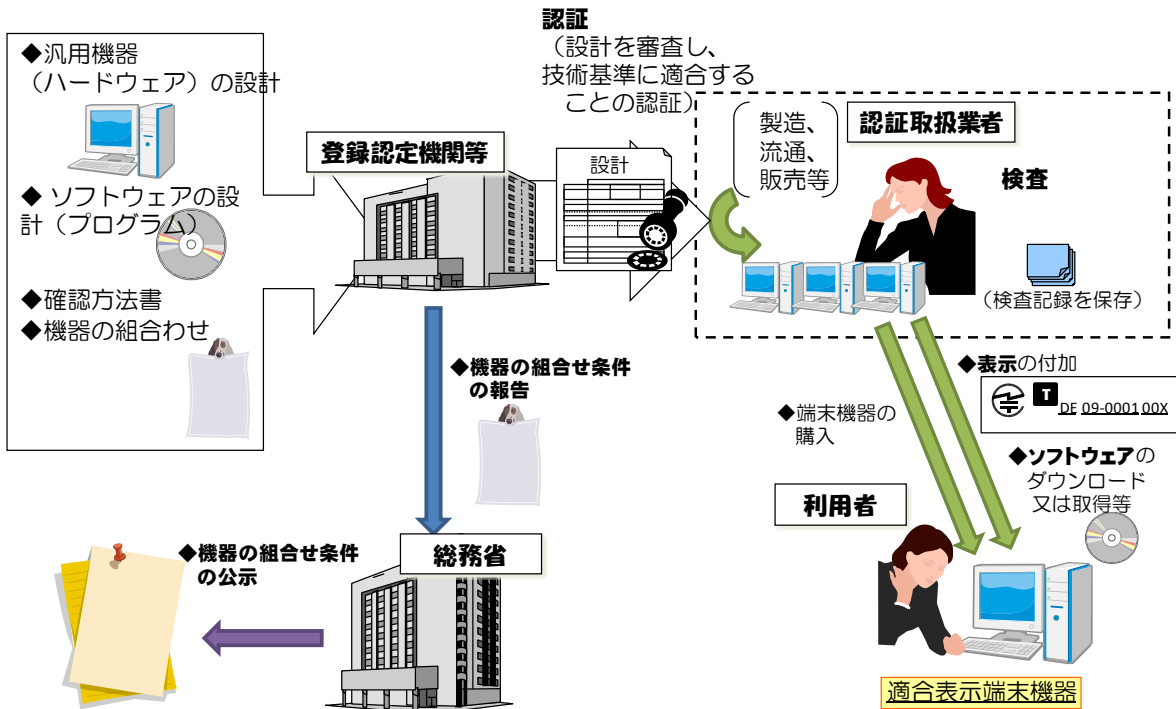 ◆汎用機器
（ハードウェア）の設計
◆ ソフトウェアの設
計（プログラム）
◆確認方法書
◆機器の組合わせ
登録認定機関等
認証
（設計を審査し、
技術基準に適合する
ことの認証）
設計
製造、
流通、
販売等
認証取扱業者
検査
（検査記録を保存）
◆機器の組合せ条件
の報告
◆表示の付加
T
DE 09-0001 00X
◆端末機器の
購入
◆ソフトウェアの
ダウンロード
又は取得等
利用者
◆機器の組合せ条件
の公示
総務省
適合表示端末機器